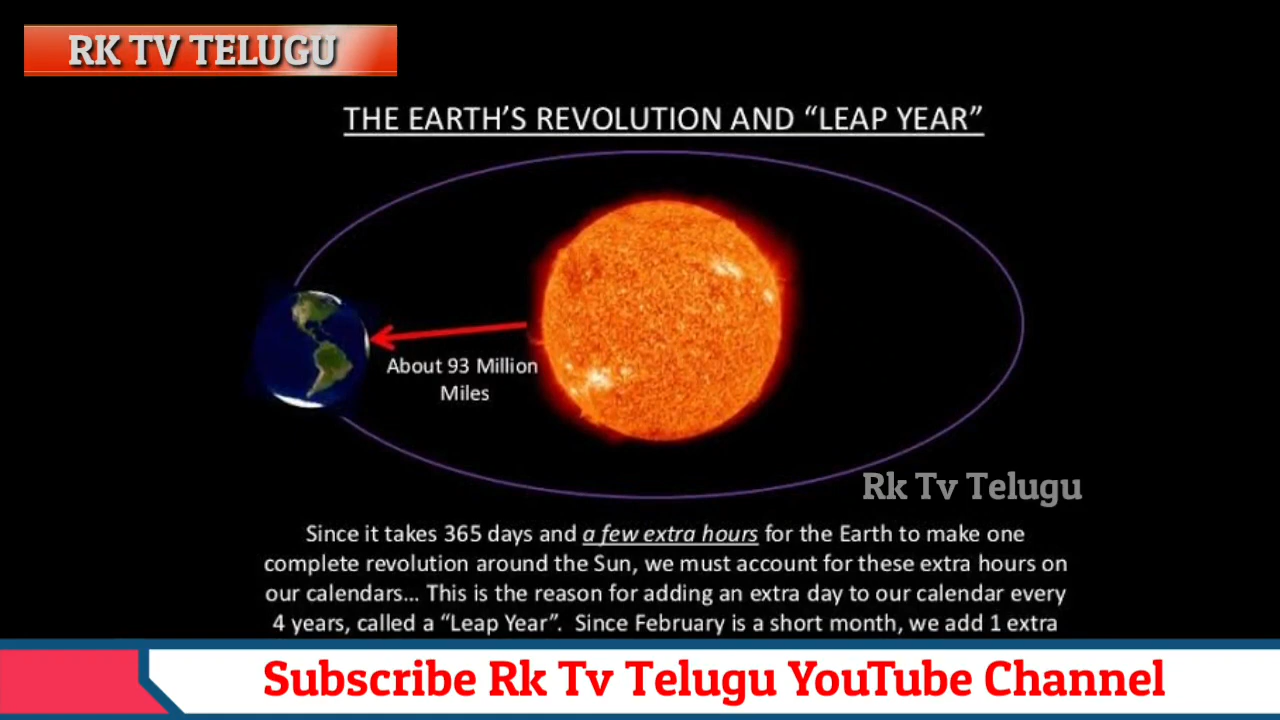 RK TV TELUGU
THE EARTH’S REVOLUTION AND “LEAP YEAR”
About 93 Million
Miles
Rk Tv Telugu
Since it takes 365 days and a few extra hours for the Earth to make one
complete revolution around the Sun, we must account for these extra hours on
our calendars... This is the reason for adding an extra day to our calendar every
4 years, called a “Leap Year”.  Since February is a short month, we add 1 extra
Subscribe Rk Tv Telugu YouTube Channel